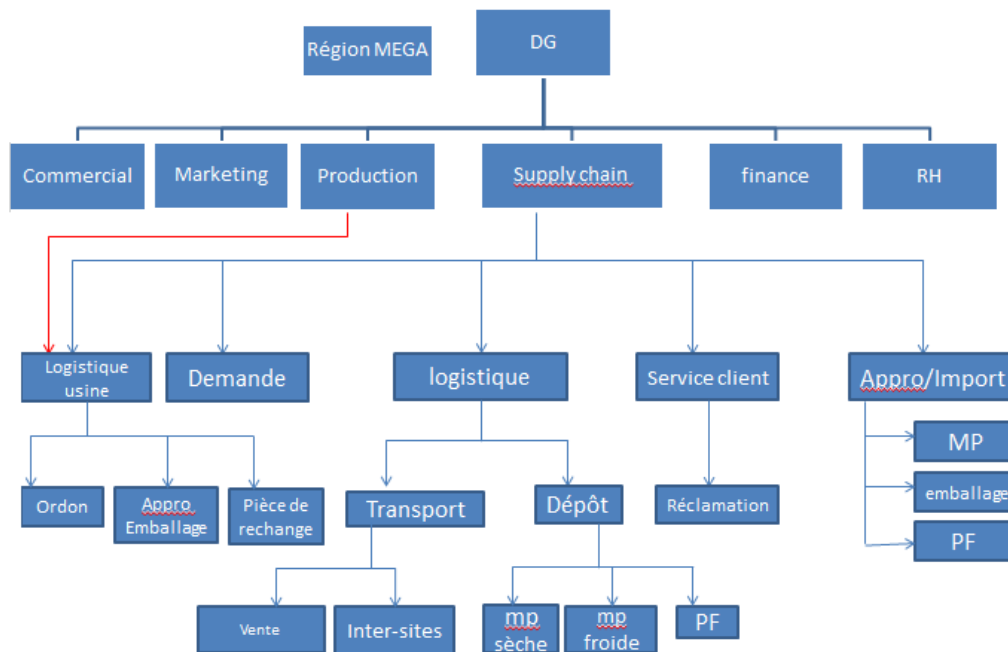 Région MEGA
DG
Commercial
Marketing
Production
Supply chain
finance
RH
Logistique
usine
Demande
logistique
Service client
Appro/Import
Ordon
Appro
Emballage
Pièce de
rechange
Transport
Dépôt
Réclamation
MP
emballage
PF
Vente
Inter-sites
mp
sèche
mp
froide
PF